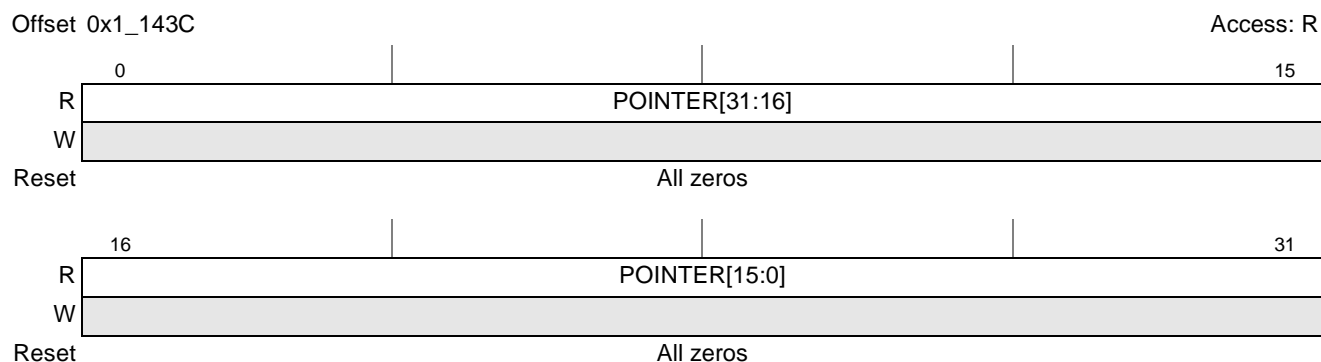 Offset 0x1_143C Access: R
0 15
R POINTER[31:16]
W
Reset All zeros
16 31
R POINTER[15:0]
W
Reset All zeros